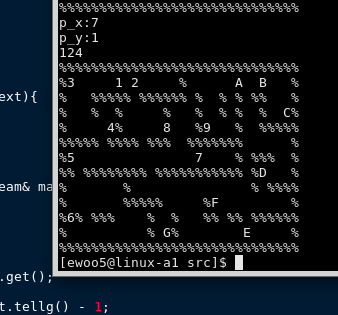 %%%%%%%%%%%%%%%%%%%%%%%%%%%%%%
p_x:7
p_y:1
124
%%%%%%%%%%%%%%%%%%%%%%%%%%%%%%
%3     1 2     %      A  B   %
%   %%%%% %%%%%% %  % % %%   %
%   %  %     %   %  % %  %  C%
%     4%     8   %9   %  %%%%%
%%%%% %%%% %%%  %%%%%%%      %
%5               7    % %%%  %
%% %%%%%%%% %%%%%%%%%%% %D   %
%       %               % %%%%
%       %%%%%     %F         %
%6% %%%    %  %   %% %% %%%%%%
%          % G%        E     %
%%%%%%%%%%%%%%%%%%%%%%%%%%%%%%
[ewoo5@linux-a1 src]$
ext){
eam& ma
.get();
t.tellg() - 1;